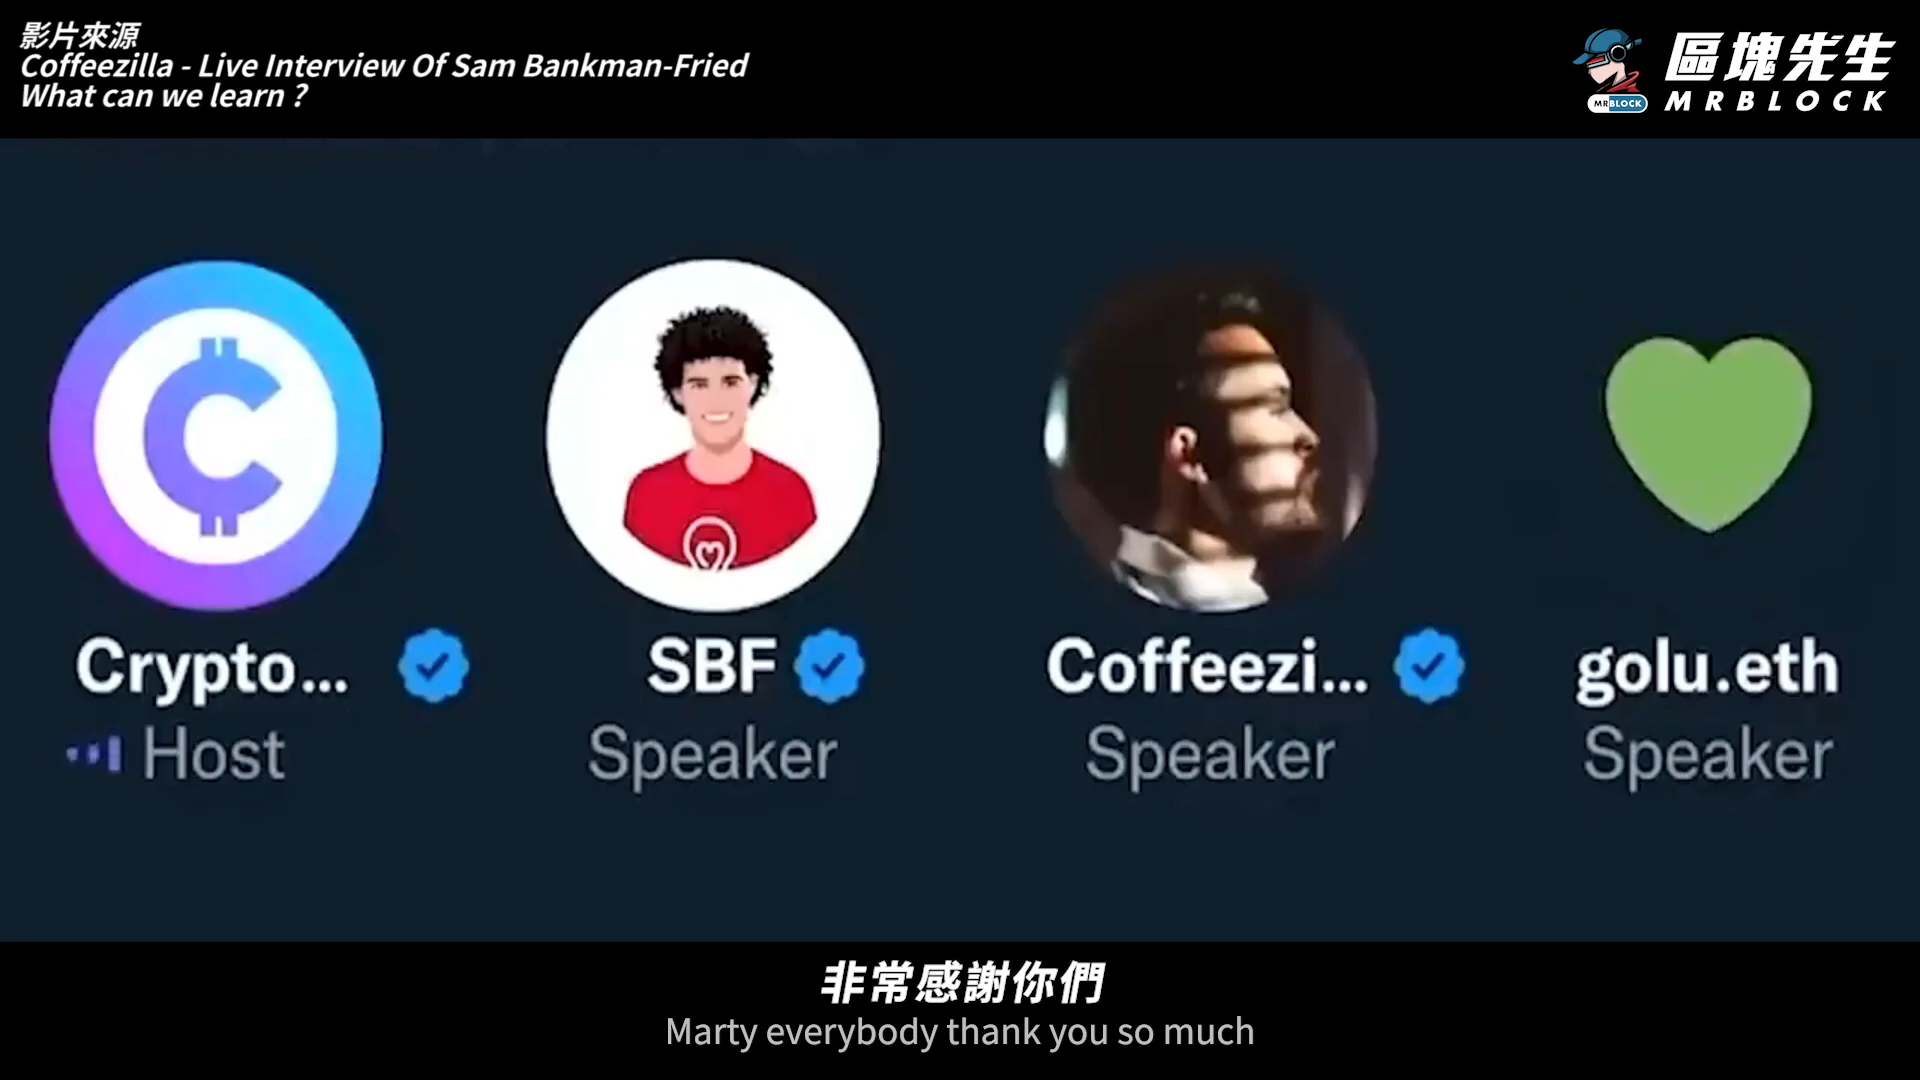 影片來源
Coffeezilla - Live Interview Of Sam Bankman-Fried
What can we learn ?
區塊先生
MRBLOCK
MRBLOCK
Crypto...
SBF
Coffeezi...
golu.eth
Host
Speaker
Speaker
Speaker
非常感謝你們
Marty everybody thank you so much